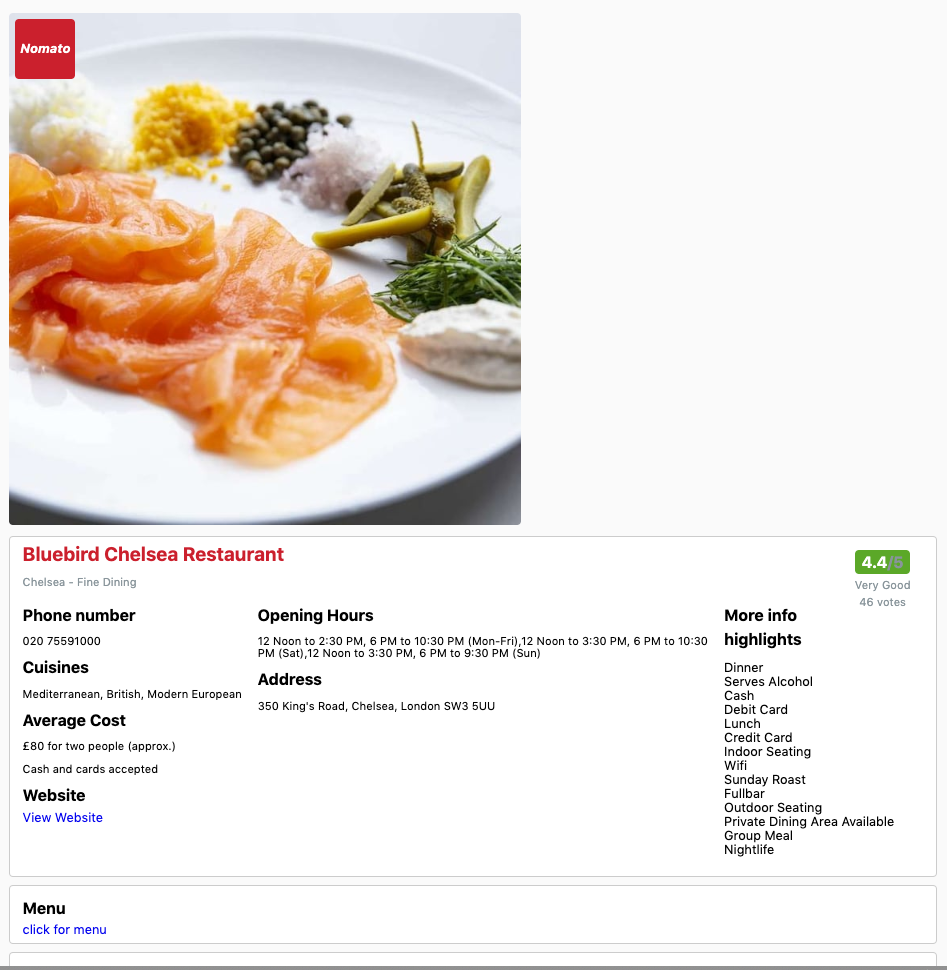 Nomato
Bluebird Chelsea Restaurant
4.4/5
Chelsea - Fine Dining
Very Good
46 votes
Phone number
020 75591000
Cuisines
Mediterranean, British, Modern European
Average Cost
£80 for two people (approx.)
Cash and cards accepted
Website
View Website
Opening Hours
12 Noon to 2:30 PM, 6 PM to 10:30 PM (Mon-Fri),12 Noon to 3:30 PM, 6 PM to 10:30
PM (Sat),12 Noon to 3:30 PM, 6 PM to 9:30 PM (Sun)
Address
350 King's Road, Chelsea, London SW3 5UU
More info
highlights
Dinner
Serves Alcohol
Cash
Debit Card
Lunch
Credit Card
Indoor Seating
Wifi
Sunday Roast
Fullbar
Outdoor Seating
Private Dining Area Available
Group Meal
Nightlife
Menu
click for menu